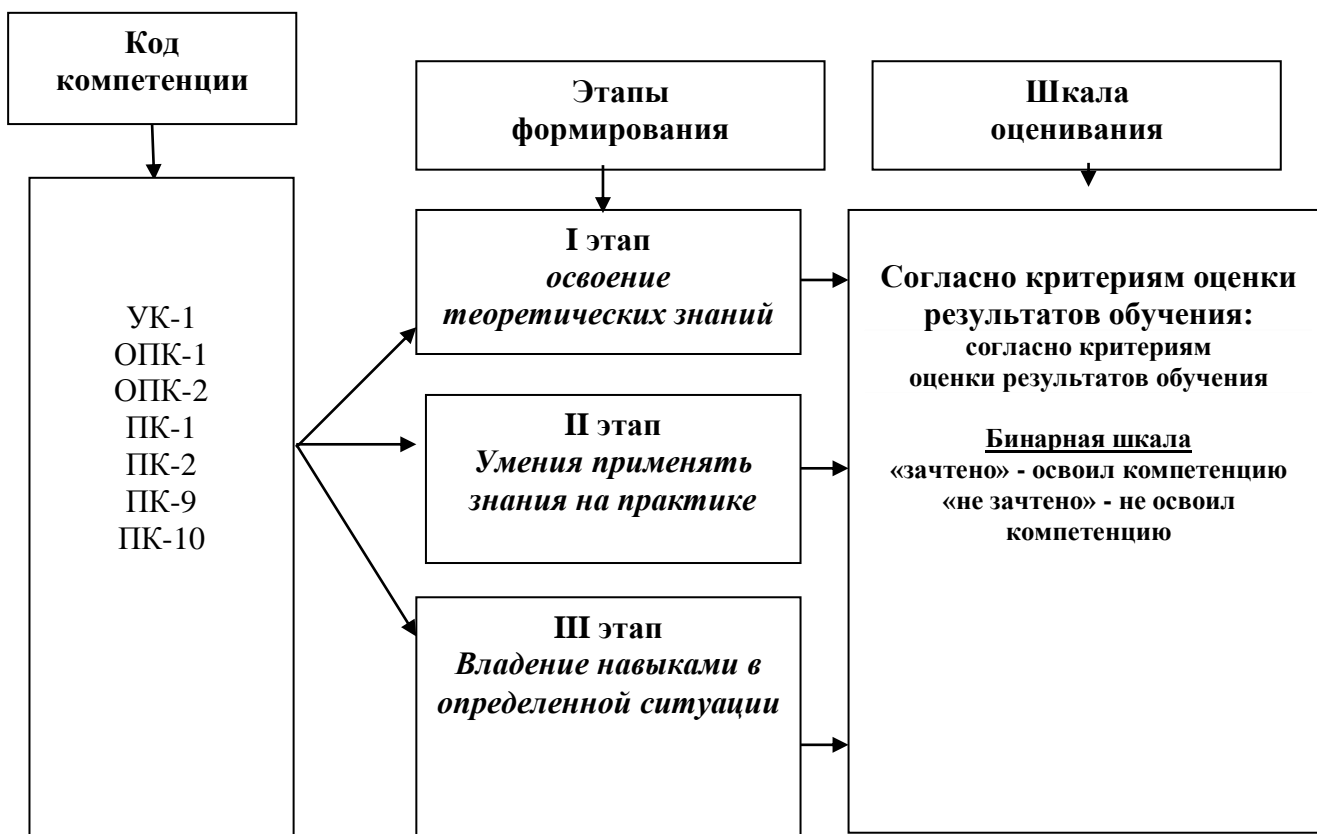 Код
компетенции
Этапы
формирования
Шкала
оценивания
УК-1
ОПК-1
ОПК-2
ПК-1
ПК-2
ПК-9
ПК-10
I этап
освоение
теоретических знаний
II этап
Умения применять
знания на практике
III этап
Владение навыками в
определенной ситуации
Согласно критериям оценки
результатов обучения:
согласно критериям
оценки результатов обучения
Бинарная шкала
«зачтено» - освоил компетенцию
«не зачтено» - не освоил
компетенцию